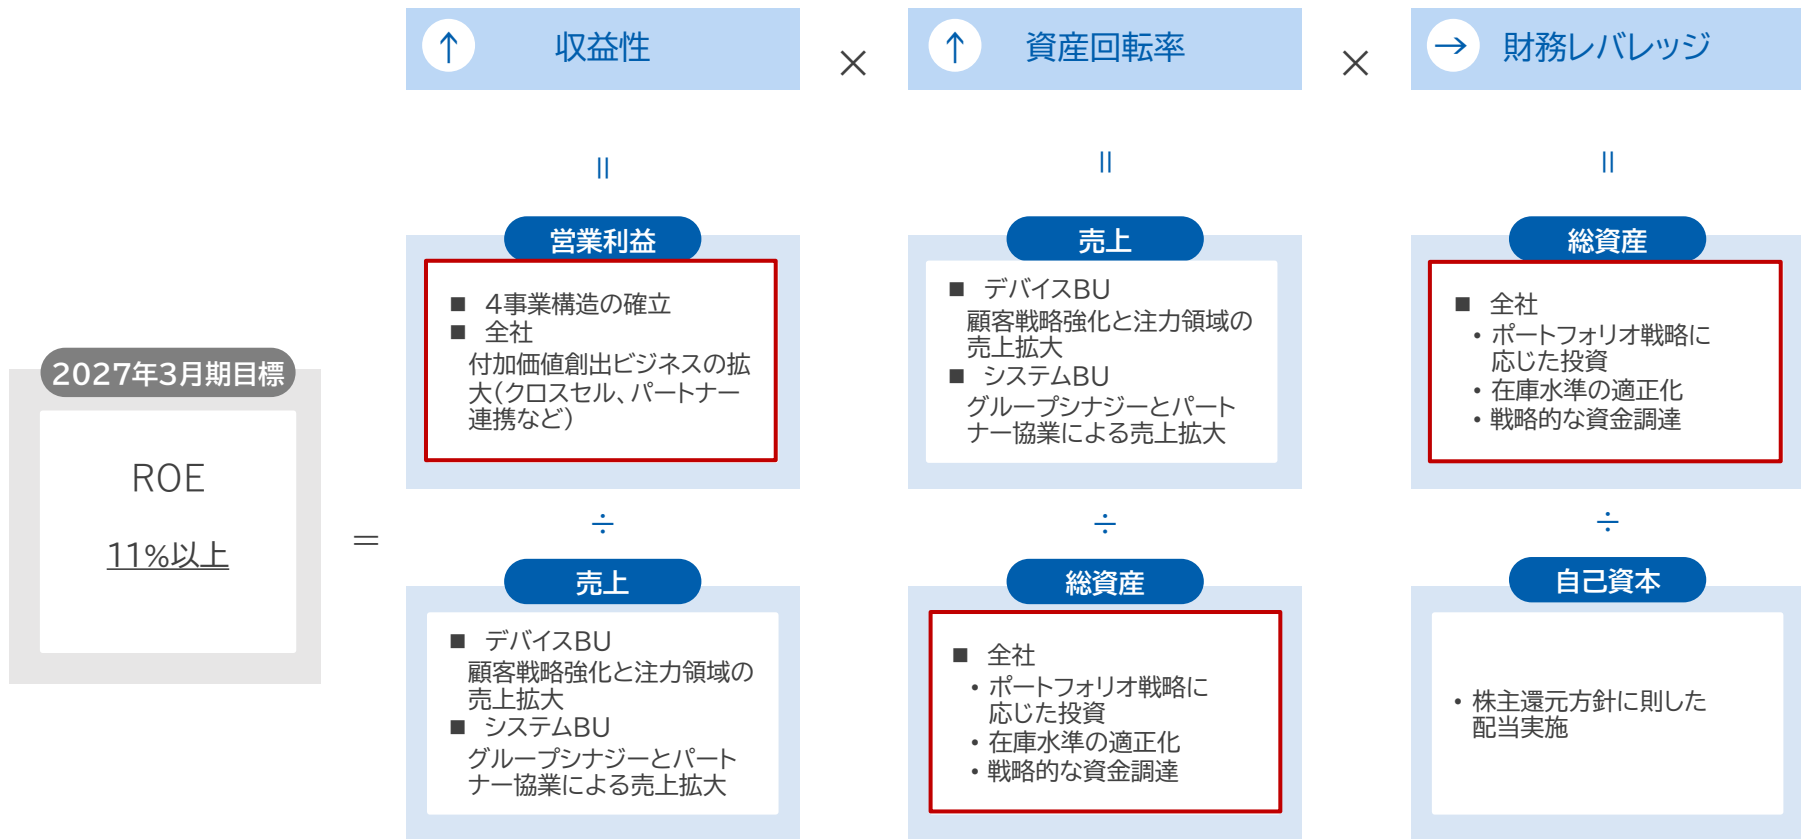 ↑ 収益性 × ↑ 資産回転率 × → 財務レバレッジ
=
=
=
営業利益
■ 4事業構造の確立
■ 全社
付加価値創出ビジネスの拡
大(クロスセル、パートナー
連携など)
売上
■ デバイスBU
顧客戦略強化と注力領域の
売上拡大
■ システムBU
グループシナジーとパート
ナー協業による売上拡大
総資産
■ 全社
・ポートフォリオ戦略に
応じた投資
・在庫水準の適正化
・戦略的な資金調達
2027年3月期目標
ROE
11%以上
=
÷
÷
÷
売上
■ デバイスBU
顧客戦略強化と注力領域の
売上拡大
■ システムBU
グループシナジーとパート
ナー協業による売上拡大
総資産
■ 全社
・ポートフォリオ戦略に
応じた投資
・在庫水準の適正化
・戦略的な資金調達
自己資本
・株主還元方針に則した
配当実施